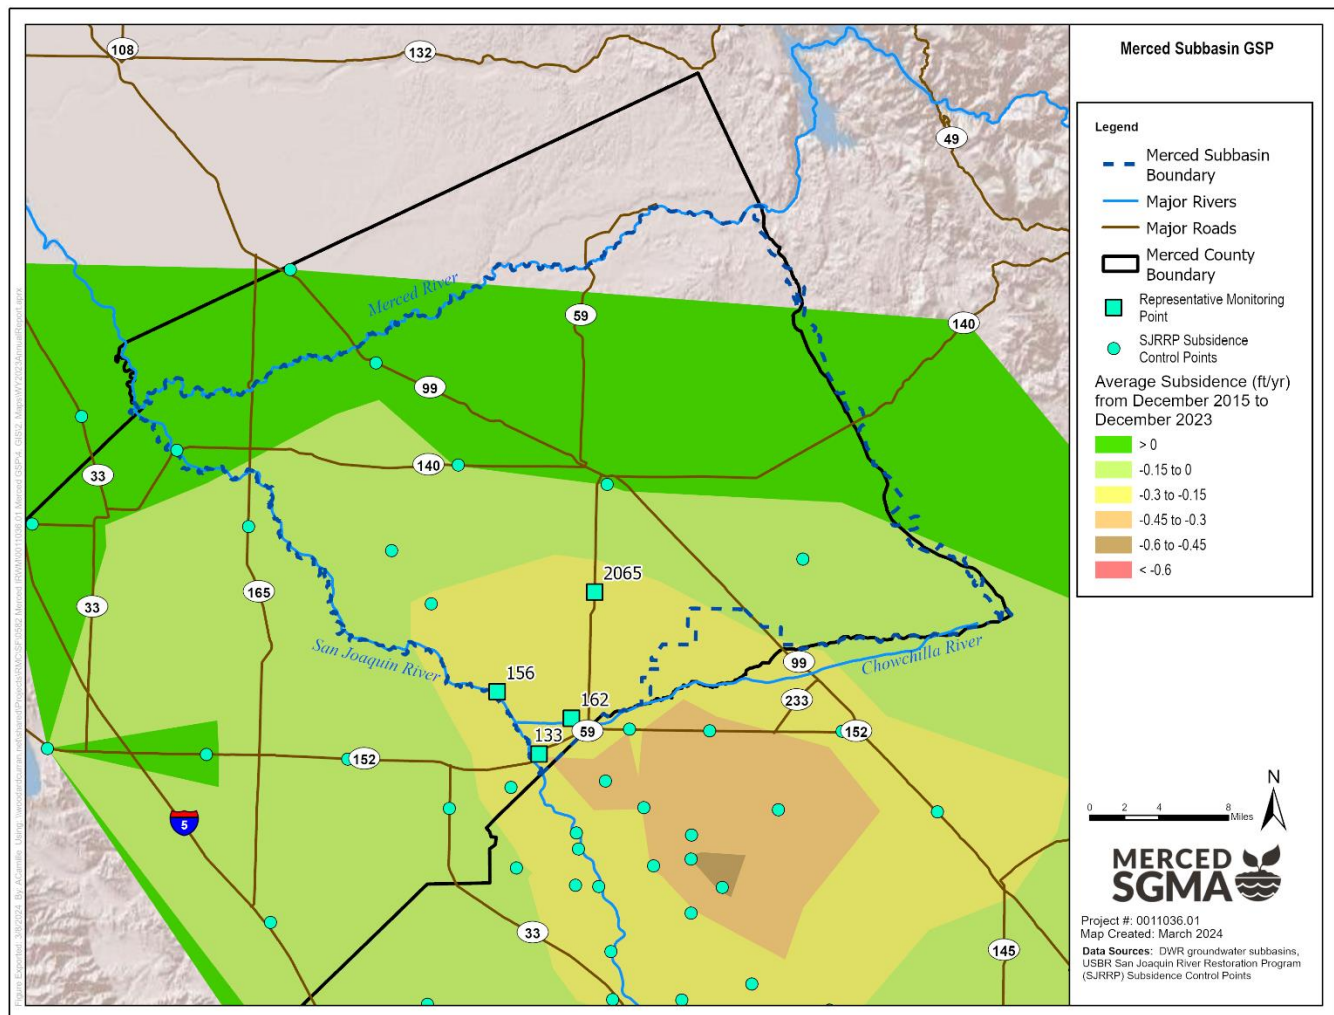 Merced Subbasin GSP
Legend
Merced Subbasin
Boundary
Major Rivers
Major Roads
Merced County
Boundary
Representative Monitoring
Point
SJRRP Subsidence
Control Points
Average Subsidence (ft/yr)
from December 2015 to
December 2023
> 0
-0.15 to 0
-0.3 to -0.15
-0.45 to -0.3
-0.6 to -0.45
< -0.6
108
132
49
Merced River
59
140
99
33
140
165
33
2065
San Joaquin River
156
162
59
133
99
Chowchilla River
233
152
152
5
33
145
N
0 2 4 8
Miles
MERCED
SGMA
Project #: 0011036.01
Map Created: March 2024
Data Sources: DWR groundwater subbasins,
USBR San Joaquin River Restoration Program
(SJRRP) Subsidence Control Points